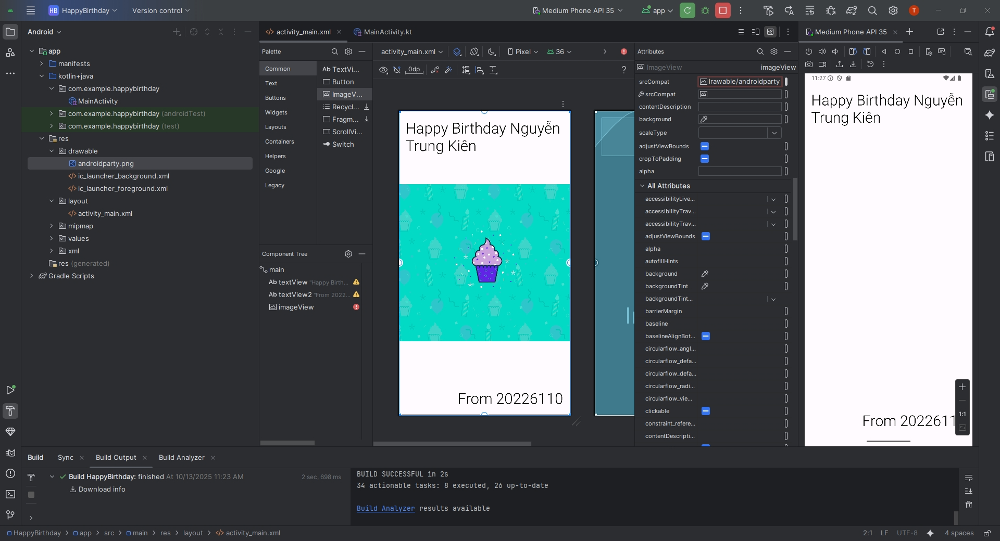 HB HappyBirthday Version control
Medium Phone API 35 app T
Android
app
manifests
kotlin+java
com.example.happybirthday
MainActivity
com.example.happybirthday (androidTest)
com.example.happybirthday (test)
res
drawable
androidparty.png
ic_launcher_background.xml
ic_launcher_foreground.xml
layout
activity_main.xml
mipmap
values
xml
res (generated)
Gradle Scripts
activity_main.xml MainActivity.kt
Palette
Common
Text
Buttons
Widgets
Layouts
Containers
Helpers
Google
Legacy
Ab TextVi...
Button
ImageV...
Recycl...
Fragm...
ScrollVi...
Switch
Component Tree
main
Ab textView "Happy Birth...
Ab textView2 "From 2022...
imageView
activity_main.xml Pixel 36
0dp ?
Happy Birthday Nguyễn
Trung Kiên
From 20226110
Attributes
ImageView imageView
srcCompat lrawable/androidparty
srcCompat
contentDescription
background
scaleType
adjustViewBounds
cropToPadding
alpha
All Attributes
accessibilityLive...
accessibilityTrav...
accessibilityTrav...
adjustViewBounds
alpha
autofillHints
background
backgroundTint
backgroundTint...
barrierMargin
baseline
baselineAlignBot...
circularflow_angl...
circularflow_defa...
circularflow_defa...
circularflow_radi...
circularflow_vie...
clickable
constraint_refere...
contentDescripti...
Medium Phone API 35
11:27
Happy Birthday Nguyễn
Trung Kiên
1:1
From 2022611
Build Sync Build Output Build Analyzer
Build HappyBirthday: finished At 10/13/2025 11:23 AM 2 sec, 698 ms
Download info
BUILD SUCCESSFUL in 2s
34 actionable tasks: 8 executed, 26 up-to-date
Build Analyzer results available
HappyBirthday > app > src > main > res > layout > activity_main.xml
2:1 LF UTF-8 4 spaces